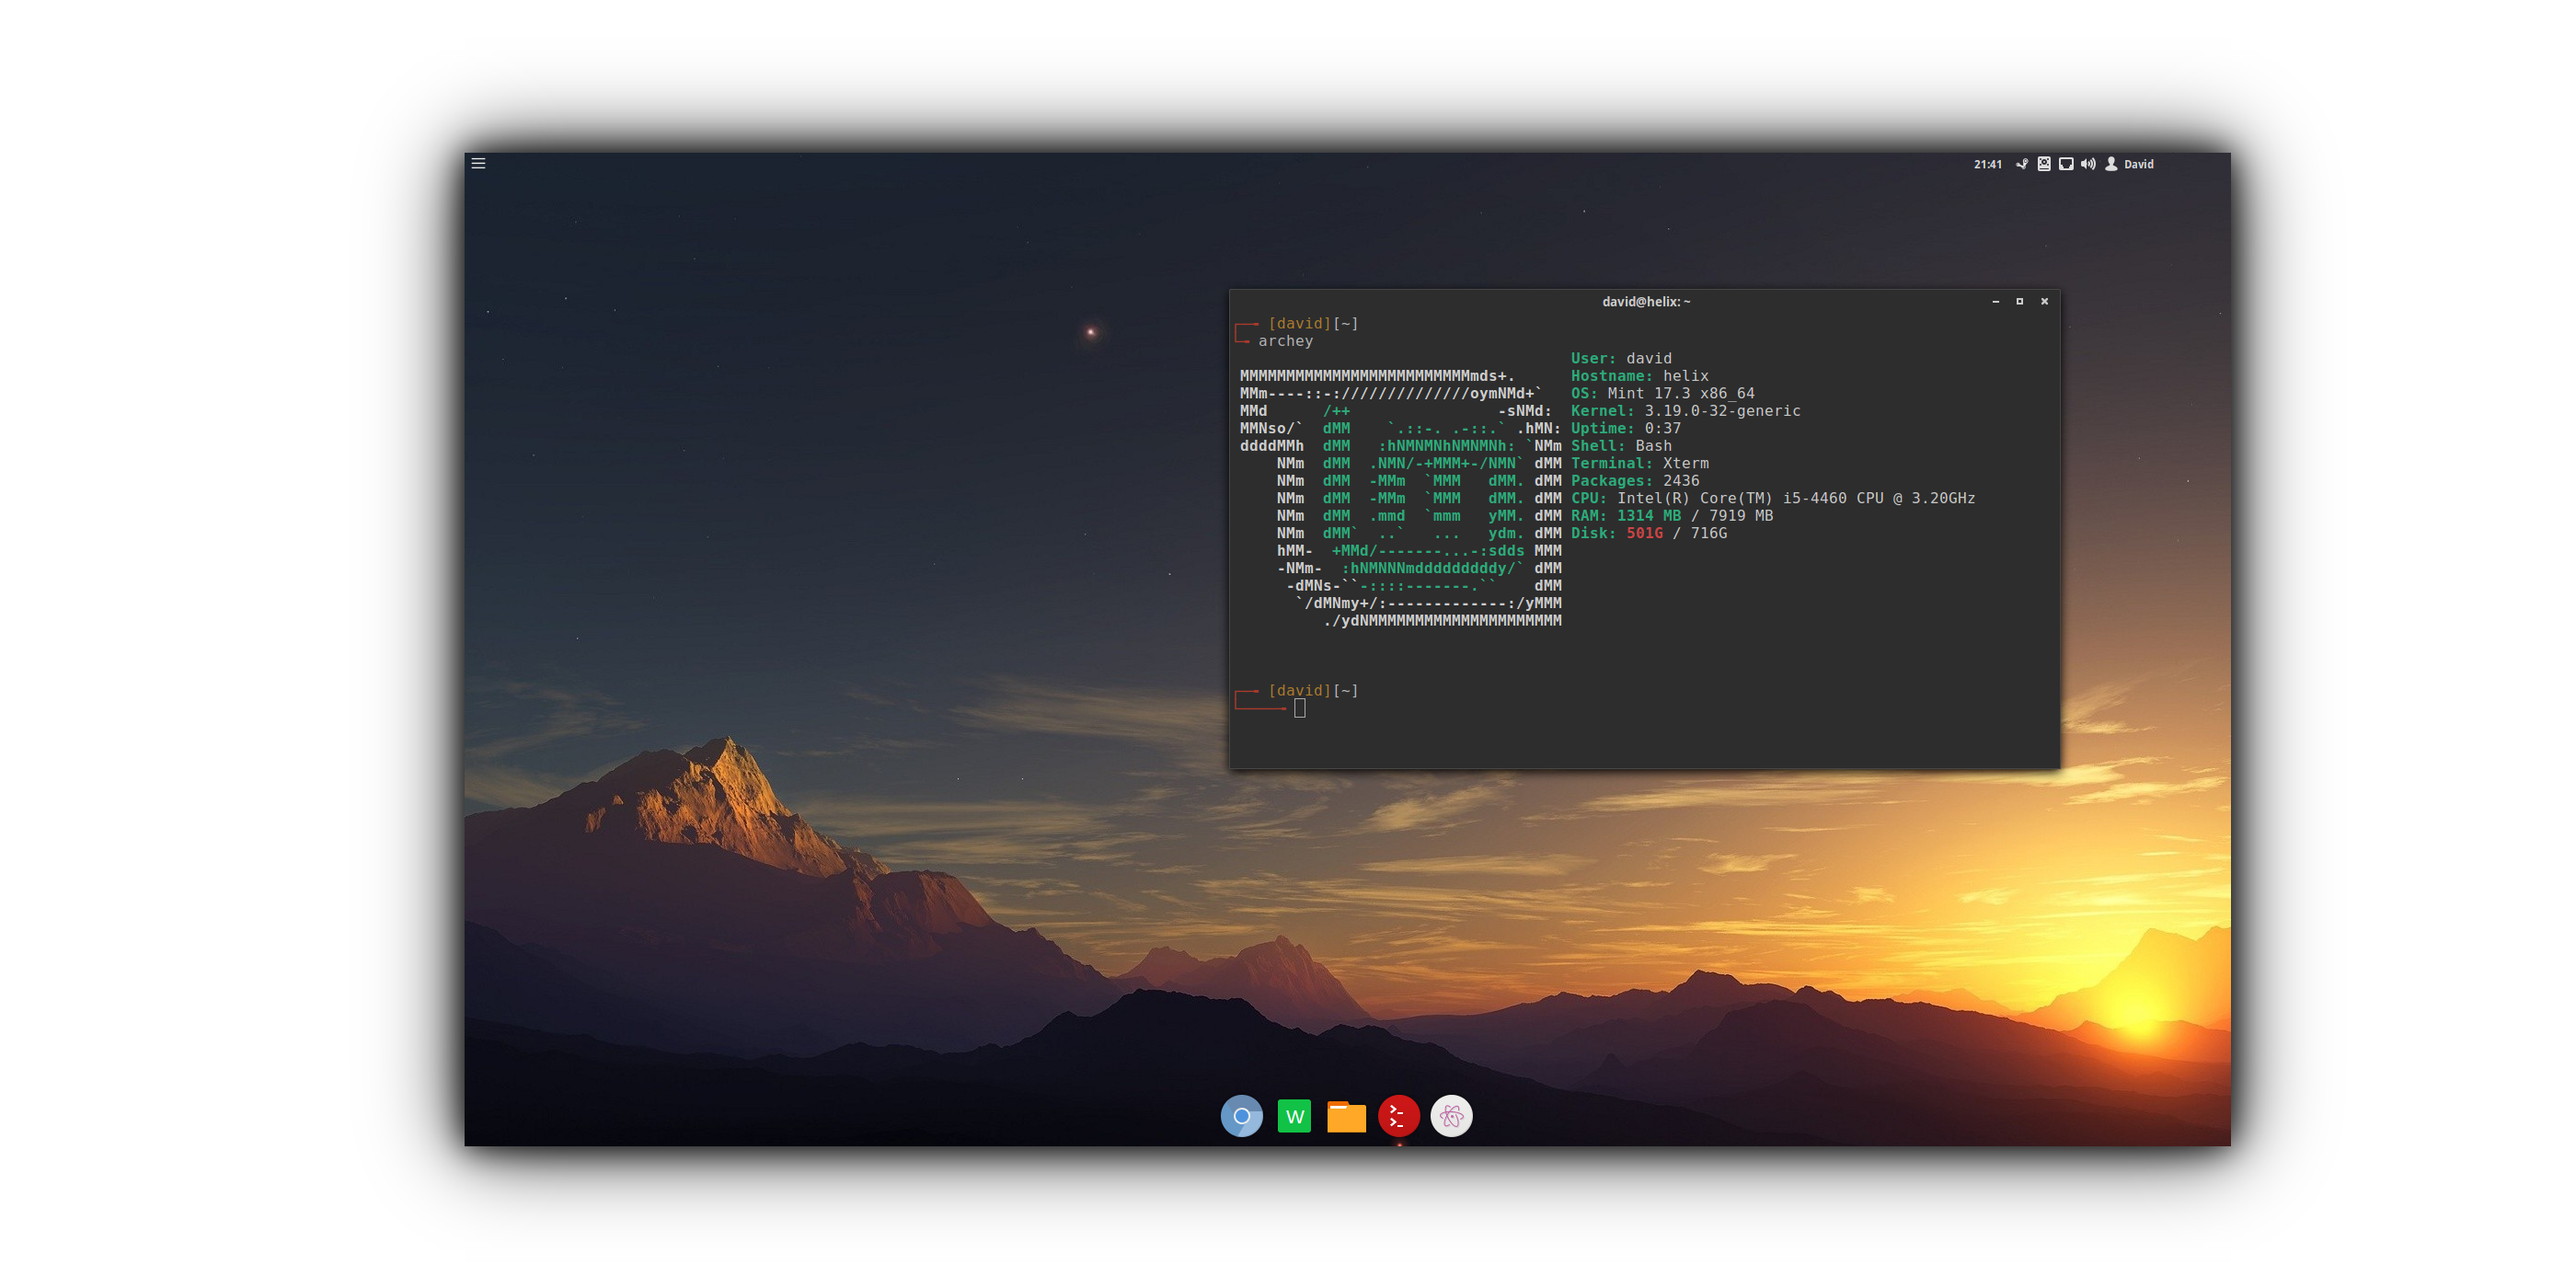 21:41 David
david@helix: ~
[david][~]
archey
User: david
MMMMMMMMMMMMMMMMMMMMMMMMMmds+. Hostname: helix
MMm----::-://////////////oymNMd+` OS: Mint 17.3 x86_64
MMd /++ -sNMd: Kernel: 3.19.0-32-generic
MMNso/` dMM `.::-. .-::.` .hMN: Uptime: 0:37
ddddMMh dMM :hNMNMNhNMNMNh: `NMm Shell: Bash
NMm dMM .NMN/-+MMM+-/NMN` dMM Terminal: Xterm
NMm dMM -MMm `MMM dMM. dMM Packages: 2436
NMm dMM -MMm `MMM dMM. dMM CPU: Intel(R) Core(TM) i5-4460 CPU @ 3.20GHz
NMm dMM .mmd `mmm yMM. dMM RAM: 1314 MB / 7919 MB
NMm dMM` ..` ... ydm. dMM Disk: 501G / 716G
hMM- +MMd/-------...-:sdds MMM
-NMm- :hNMNNNmdddddddddy/` dMM
-dMNs-``-::::-------.`` dMM
`/dMNmy+/:-------------:/yMMM
./ydNMMMMMMMMMMMMMMMMMMMMM
[david][~]
W